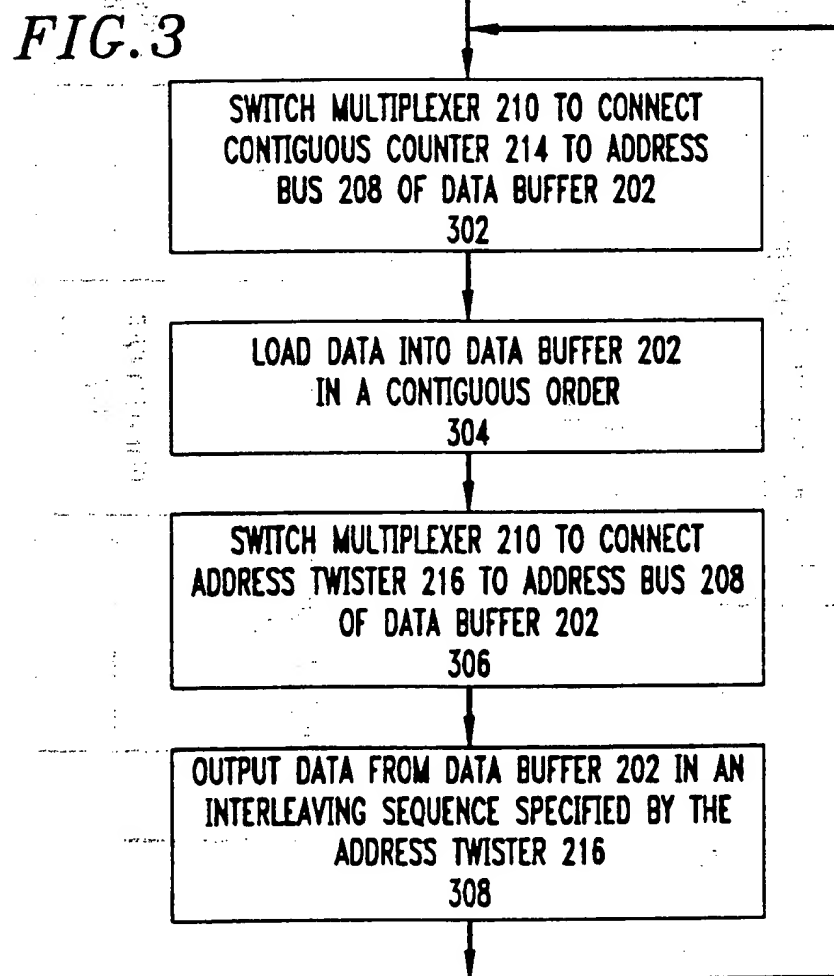 FIG.3
SWITCH MULTIPLEXER 210 TO CONNECT
CONTIGUOUS COUNTER 214 TO ADDRESS
BUS 208 OF DATA BUFFER 202
302
LOAD DATA INTO DATA BUFFER 202
IN A CONTIGUOUS ORDER
304
SWITCH MULTIPLEXER 210 TO CONNECT
ADDRESS TWISTER 216 TO ADDRESS BUS 208
OF DATA BUFFER 202
306
OUTPUT DATA FROM DATA BUFFER 202 IN AN
INTERLEAVING SEQUENCE SPECIFIED BY THE
ADDRESS TWISTER 216
308